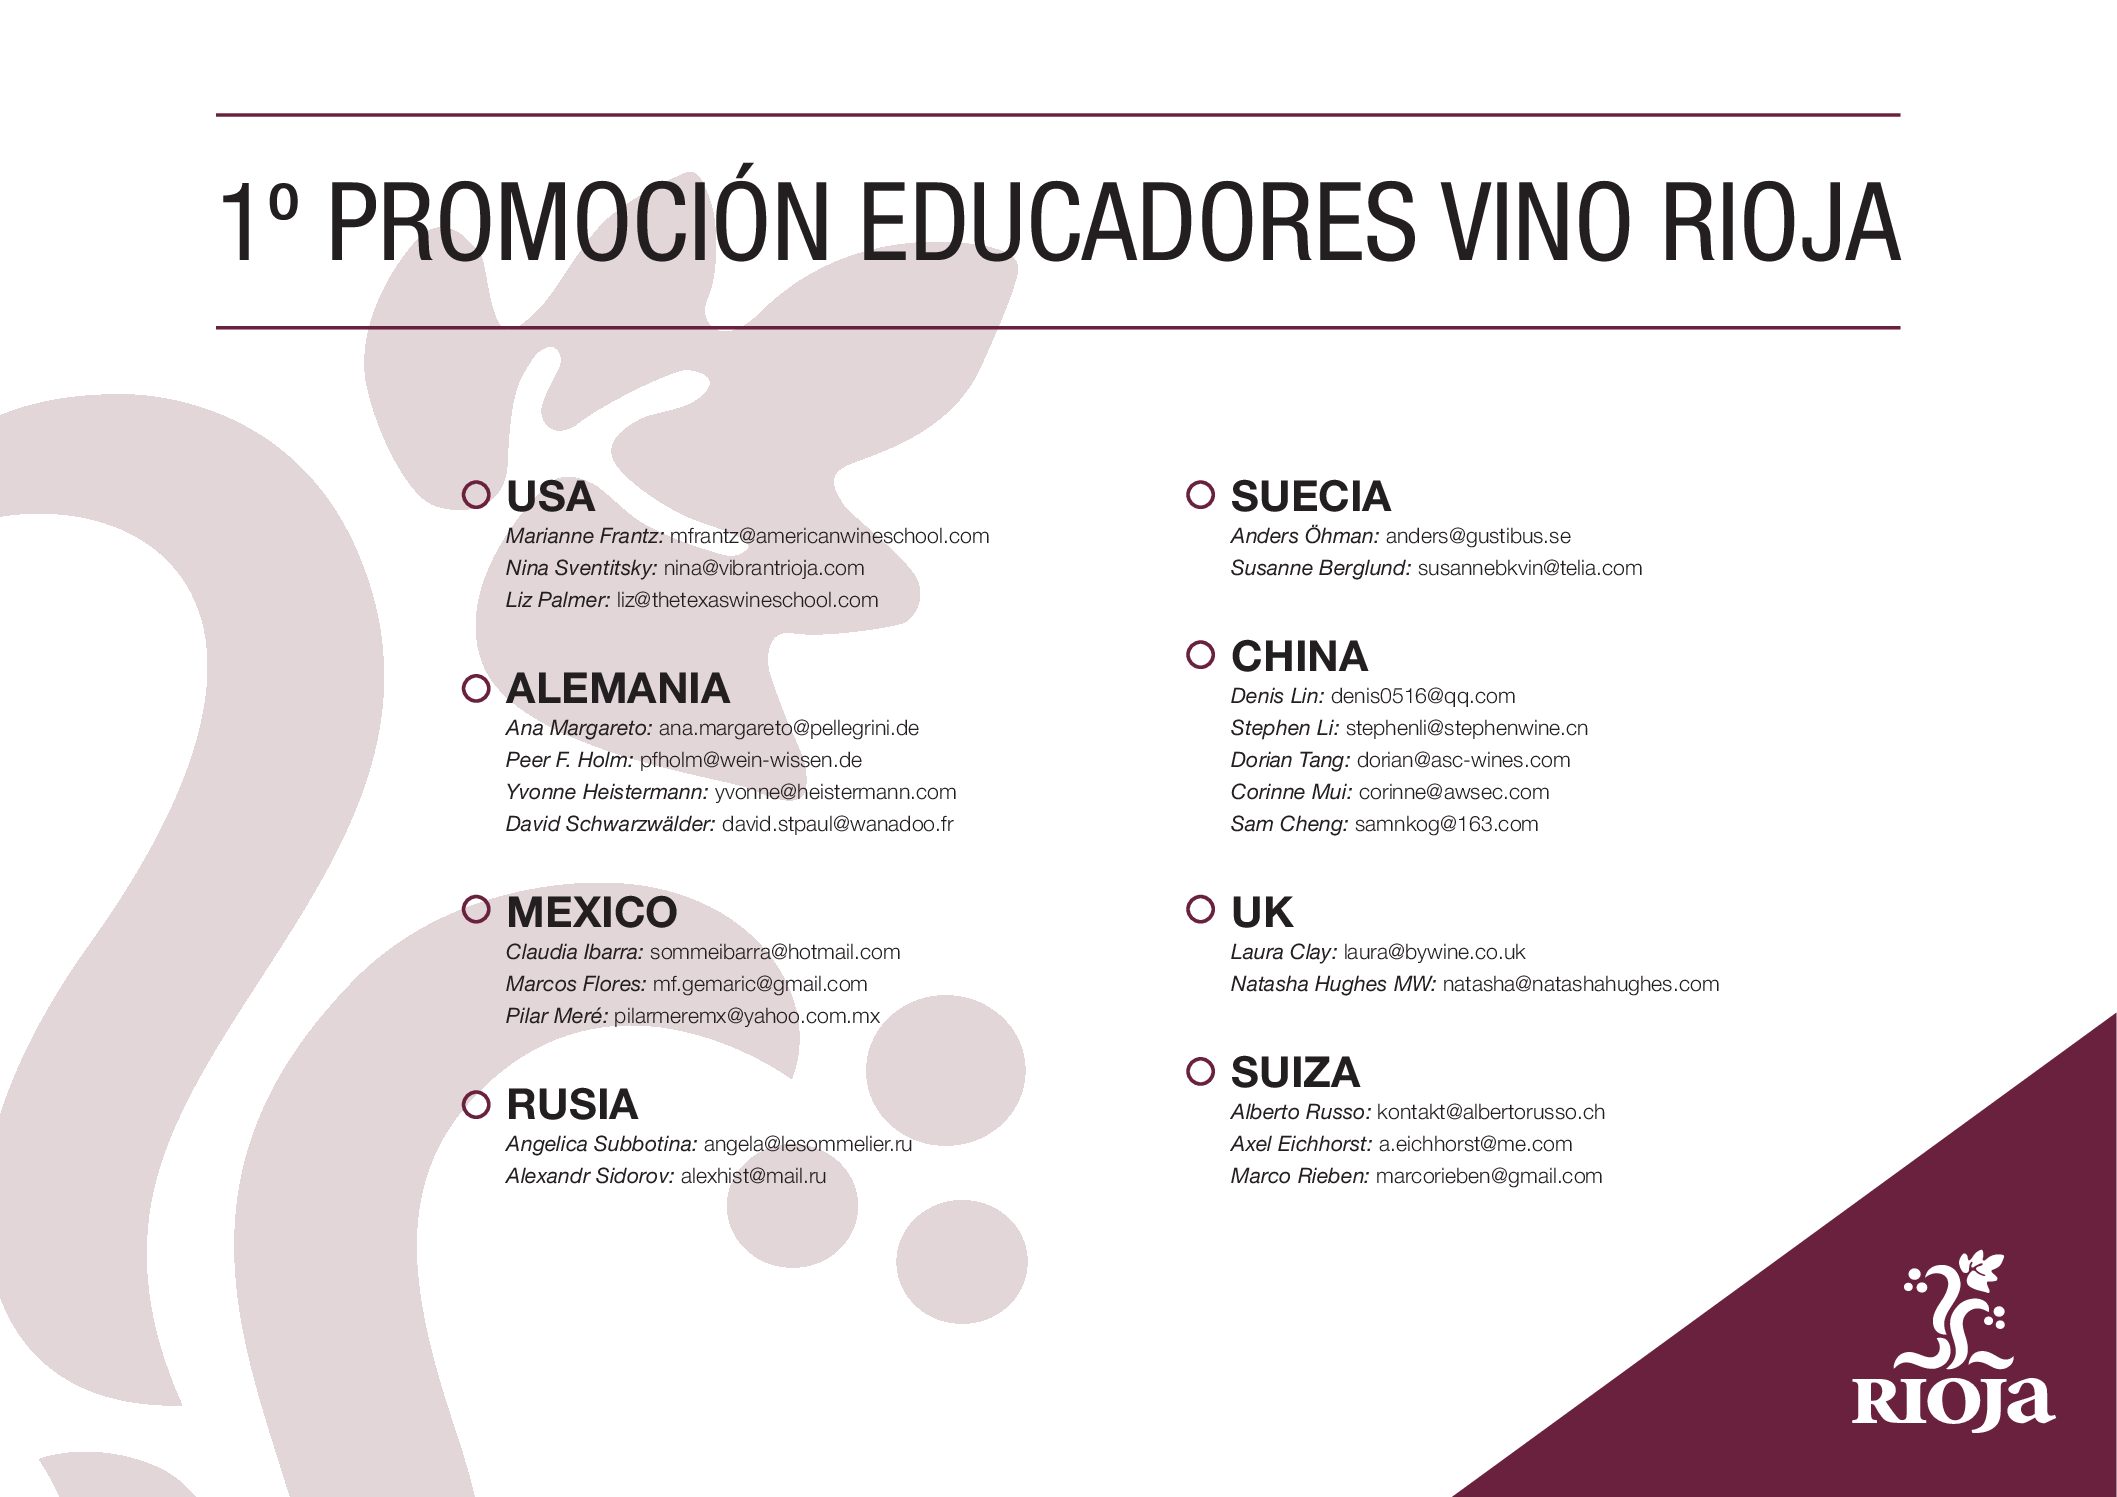 1º PROMOCIÓN EDUCADORES VINO RIOJA
USA
Marianne Frantz: mfrantz@americanwineschool.com
Nina Sventitsky: nina@vibrantrioja.com
Liz Palmer: liz@thetexaswineschool.com
ALEMANIA
Ana Margareto: ana.margareto@pellegrini.de
Peer F. Holm: pfholm@wein-wissen.de
Yvonne Heistermann: yvonne@heistermann.com
David Schwarzwälder: david.stpaul@wanadoo.fr
MEXICO
Claudia Ibarra: sommeibarra@hotmail.com
Marcos Flores: mf.gemaric@gmail.com
Pilar Meré: pilarmeremx@yahoo.com.mx
RUSIA
Angelica Subbotina: angela@lesommelier.ru
Alexandr Sidorov: alexhist@mail.ru
SUECIA
Anders Öhman: anders@gustibus.se
Susanne Berglund: susannebkvin@telia.com
CHINA
Denis Lin: denis0516@qq.com
Stephen Li: stephenli@stephenwine.cn
Dorian Tang: dorian@asc-wines.com
Corinne Mui: corinne@awsec.com
Sam Cheng: samnkog@163.com
UK
Laura Clay: laura@bywine.co.uk
Natasha Hughes MW: natasha@natashahughes.com
SUIZA
Alberto Russo: kontakt@albertorusso.ch
Axel Eichhorst: a.eichhorst@me.com
Marco Rieben: marcorieben@gmail.com
RIOJa